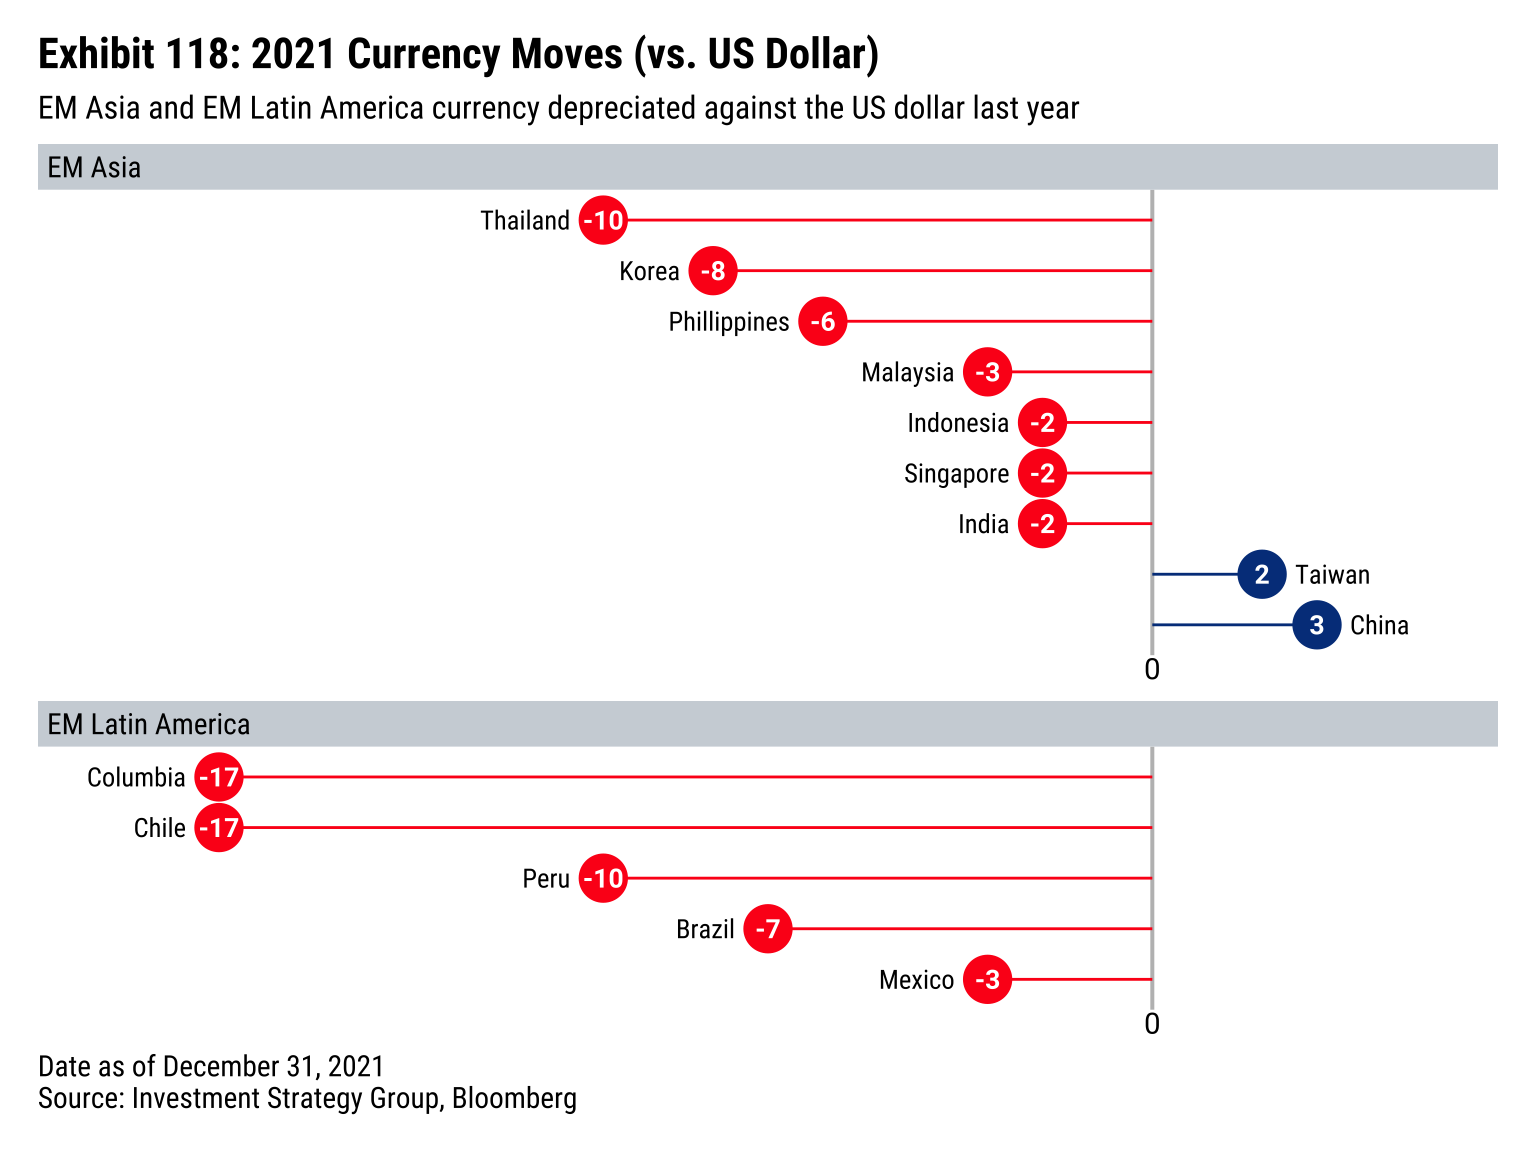 Exhibit 118: 2021 Currency Moves (vs. US Dollar)
EM Asia and EM Latin America currency depreciated against the US dollar last year
EM Asia
Thailand -10
Korea -8
Phillippines -6
Malaysia -3
Indonesia -2
Singapore -2
India -2
2 Taiwan
3 China
0
EM Latin America
Columbia -17
Chile -17
Peru -10
Brazil -7
Mexico -3
0
Date as of December 31, 2021
Source: Investment Strategy Group, Bloomberg